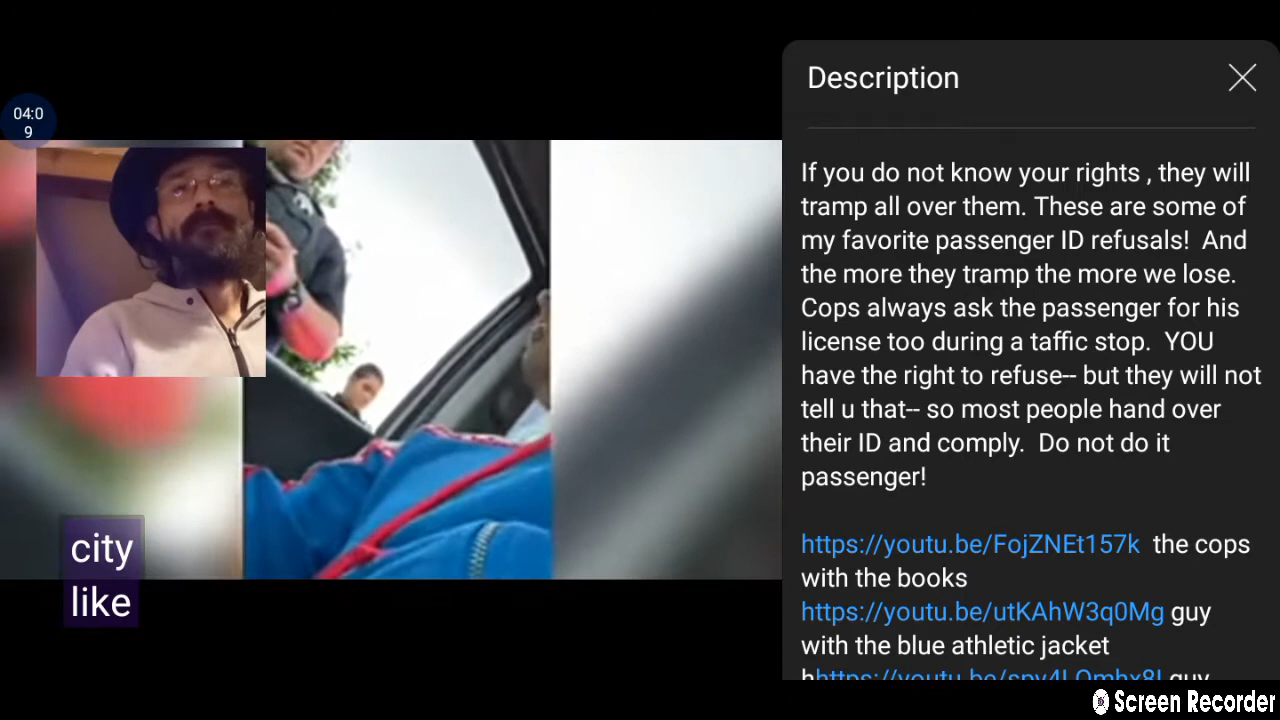 Description
04:0
9
If you do not know your rights , they will
tramp all over them. These are some of
my favorite passenger ID refusals!  And
the more they tramp the more we lose.
Cops always ask the passenger for his
license too during a taffic stop.  YOU
have the right to refuse-- but they will not
tell u that-- so most people hand over
their ID and comply.  Do not do it
passenger!
https://youtu.be/FojZNEt157k  the cops
with the books
https://youtu.be/utKAhW3q0Mg guy
with the blue athletic jacket
city
like
Screen Recorder